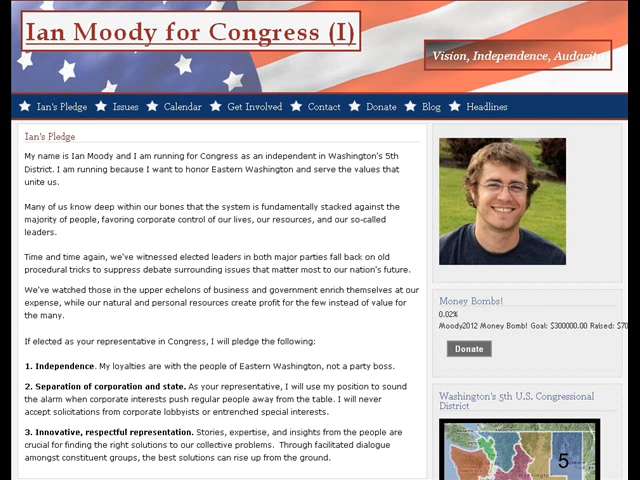 Ian Moody for Congress (I)
Vision, Independence, Audacity
Ian's Pledge Issues Calendar Get Involved Contact Donate Blog Headlines
Ian's Pledge
My name is Ian Moody and I am running for Congress as an independent in Washington's 5th
District. I am running because I want to honor Eastern Washington and serve the values that
unite us.
Many of us know deep within our bones that the system is fundamentally stacked against the
majority of people, favoring corporate control of our lives, our resources, and our so-called
leaders.
Time and time again, we've witnessed elected leaders in both major parties fall back on old
procedural tricks to suppress debate surrounding issues that matter most to our nation's future.
We've watched those in the upper echelons of business and government enrich themselves at our
expense, while our natural and personal resources create profit for the few instead of value for
the many.
If elected as your representative in Congress, I will pledge the following:
1. Independence. My loyalties are with the people of Eastern Washington, not a party boss.
2. Separation of corporation and state. As your representative, I will use my position to sound
the alarm when corporate interests push regular people away from the table. I will never
accept solicitations from corporate lobbyists or entrenched special interests.
3. Innovative, respectful representation. Stories, expertise, and insights from the people are
crucial for finding the right solutions to our collective problems. Through facilitated dialogue
amongst constituent groups, the best solutions can rise up from the ground.
Money Bombs!
0.02%
Moody2012 Money Bomb! Goal: $300000.00 Raised: $70
Donate
Washington's 5th U.S. Congressional
District
5